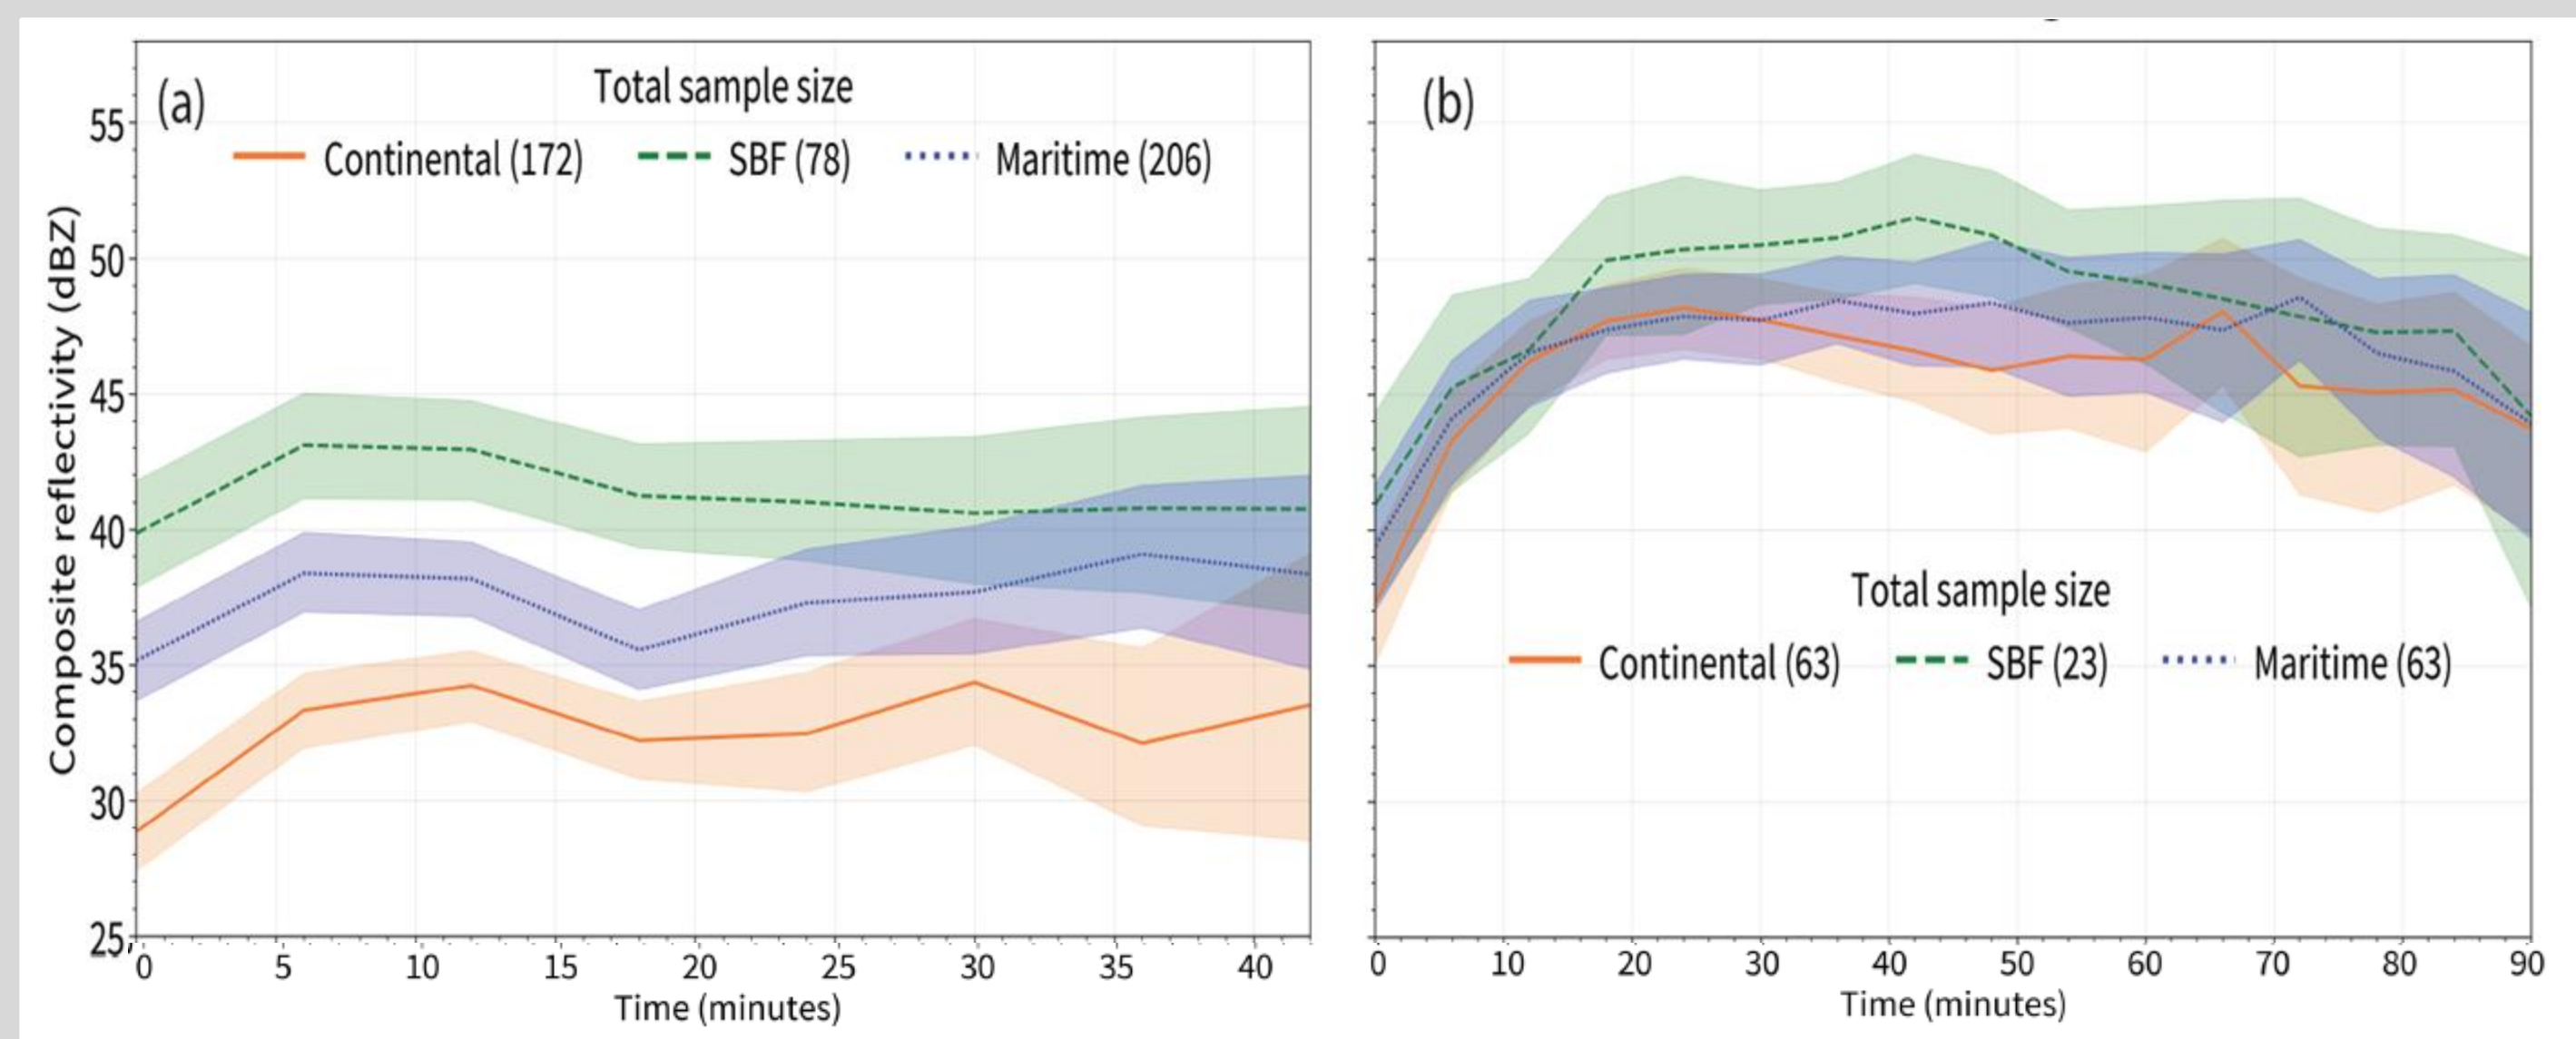 (a)
Total sample size
Continental (172) SBF (78) Maritime (206)
Composite reflectivity (dBZ)
55
50
45
40
35
30
25
0 5 10 15 20 25 30 35 40
Time (minutes)
(b)
Total sample size
Continental (63) SBF (23) Maritime (63)
0 10 20 30 40 50 60 70 80 90
Time (minutes)